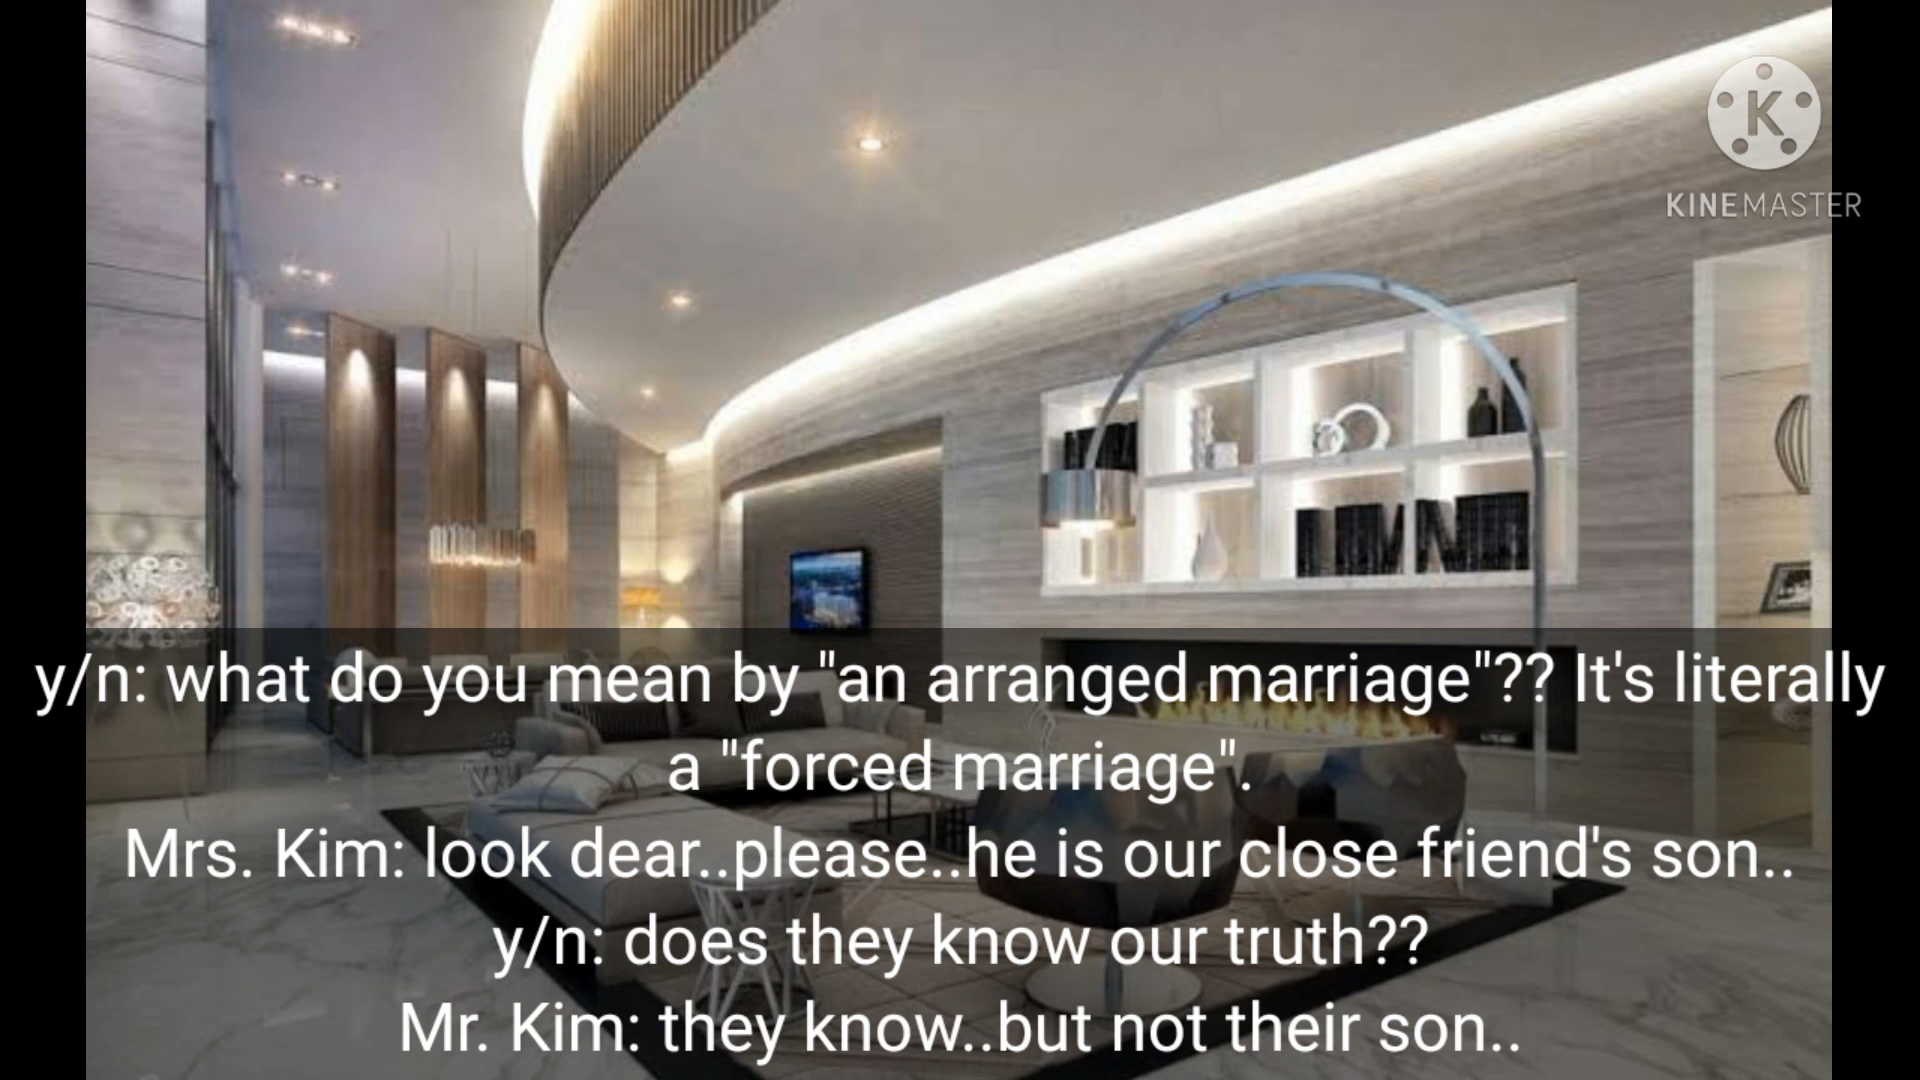 K
KINEMASTER
y/n: what do you mean by "an arranged marriage"?? It's literally
a "forced marriage".
Mrs. Kim: look dear..please..he is our close friend's son..
y/n: does they know our truth??
Mr. Kim: they know..but not their son..